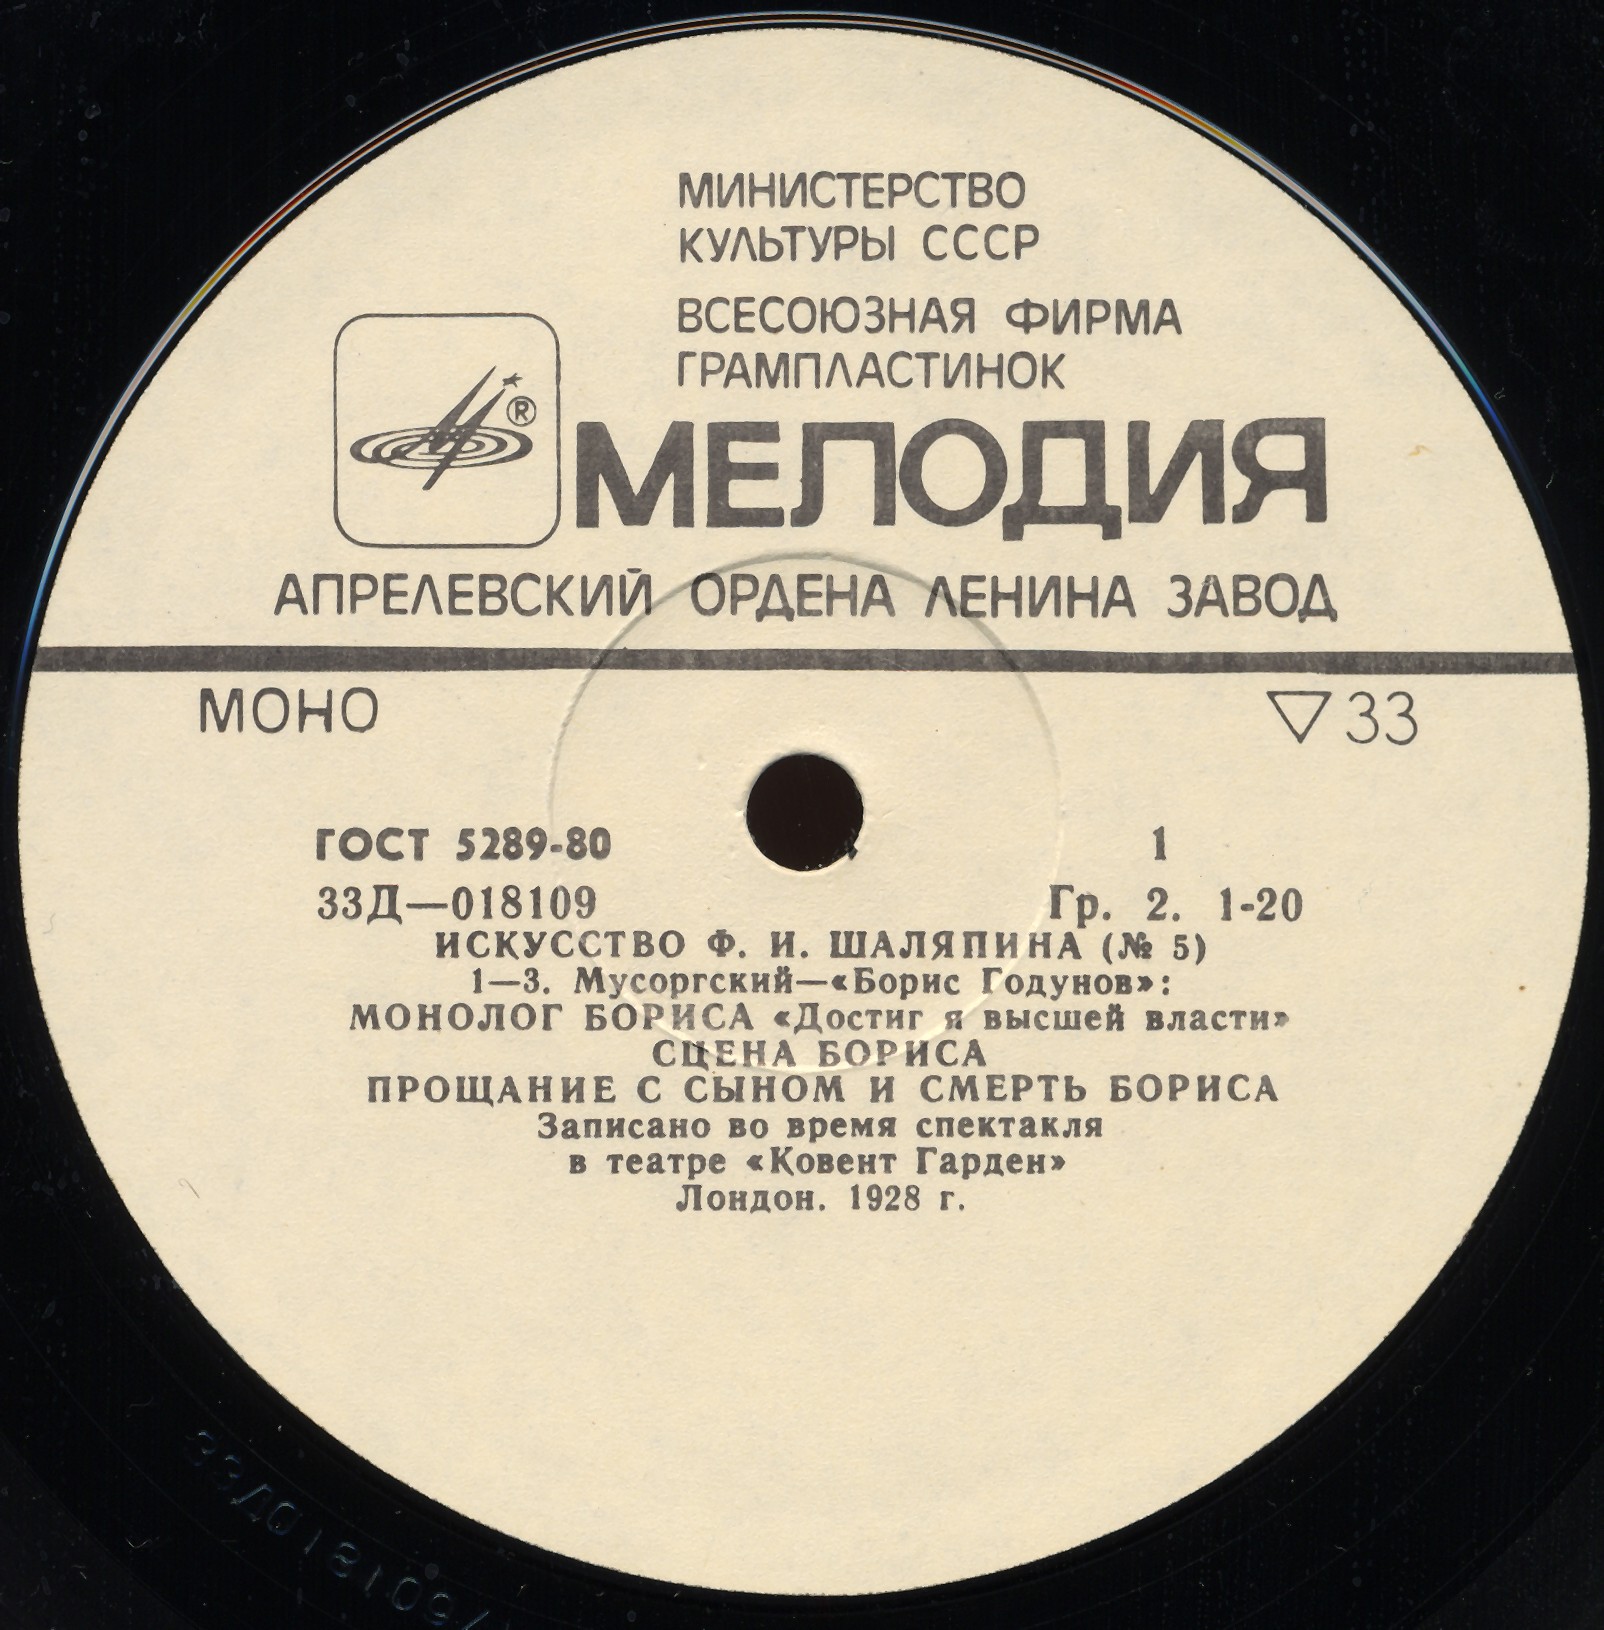 МИНИСТЕРСТВО
КУЛЬТУРЫ СССР
ВСЕСОЮЗНАЯ ФИРМА
ГРАМПЛАСТИНОК
®
МЕЛОДИЯ
АПРЕЛЕВСКИЙ ОРДЕНА ЛЕНИНА ЗАВОД
МОНО
▽33
ГОСТ 5289-80
1
33Д—018109
Гр. 2. 1-20
ИСКУССТВО Ф. И. ШАЛЯПИНА (№ 5)
1—3. Мусоргский—«Борис Годунов»:
МОНОЛОГ БОРИСА «Достиг я высшей власти»
СЦЕНА БОРИСА
ПРОЩАНИЕ С СЫНОМ И СМЕРТЬ БОРИСА
Записано во время спектакля
в театре «Ковент Гарден»
Лондон. 1928 г.